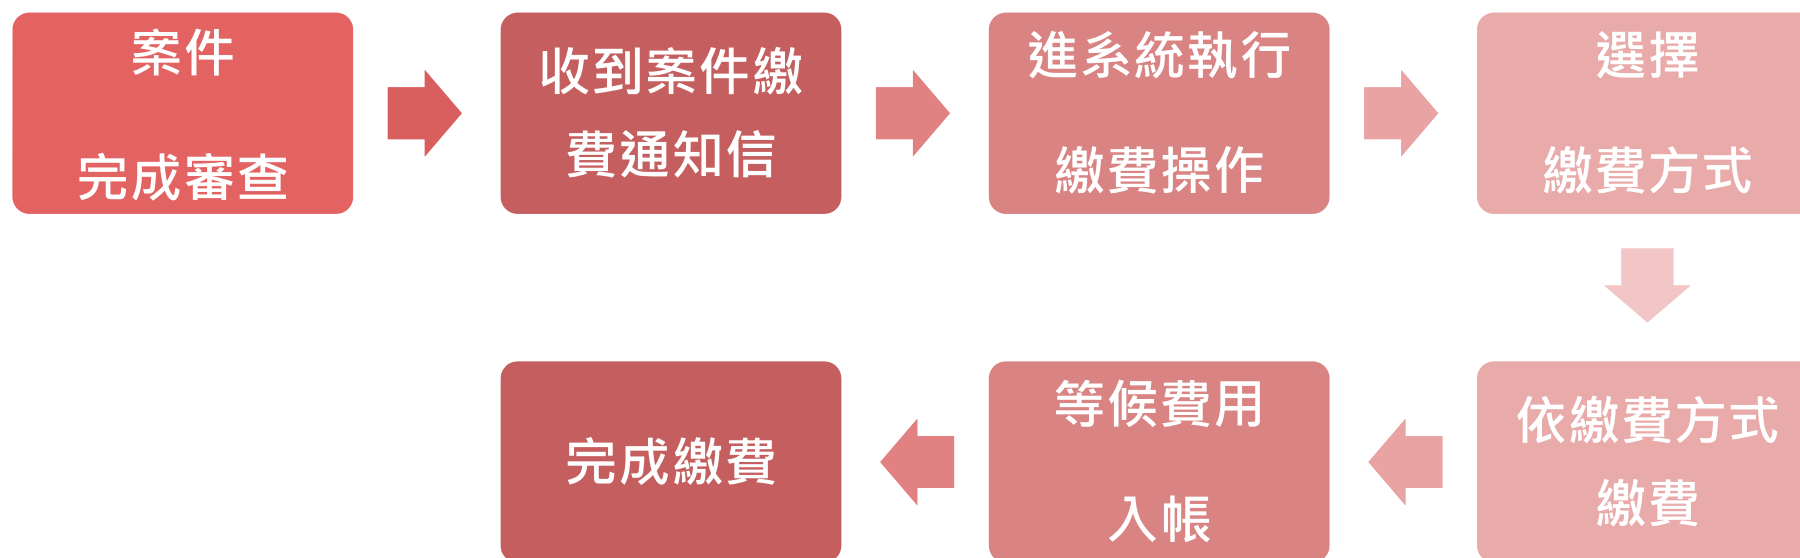 案件
完成審查
收到案件繳
費通知信
進系統執行
繳費操作
選擇
繳費方式
依繳費方式
繳費
等候費用
入帳
完成繳費